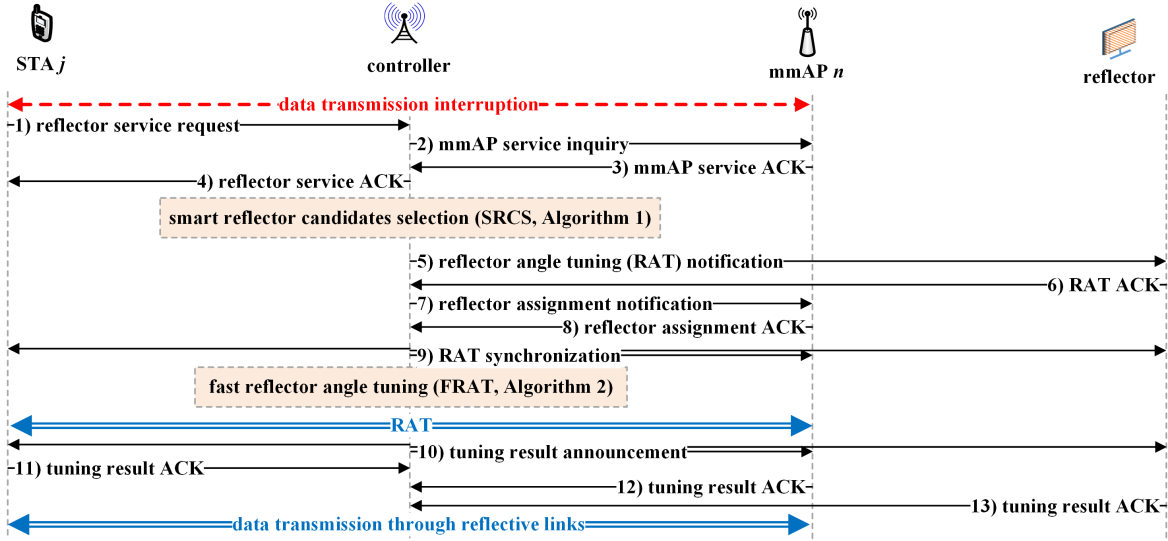 STA j
controller
mmAP n
reflector
data transmission interruption
1) reflector service request
2) mmAP service inquiry
3) mmAP service ACK
4) reflector service ACK
smart reflector candidates selection (SRCS, Algorithm 1)
5) reflector angle tuning (RAT) notification
6) RAT ACK
7) reflector assignment notification
8) reflector assignment ACK
9) RAT synchronization
fast reflector angle tuning (FRAT, Algorithm 2)
RAT
10) tuning result announcement
11) tuning result ACK
12) tuning result ACK
13) tuning result ACK
data transmission through reflective links